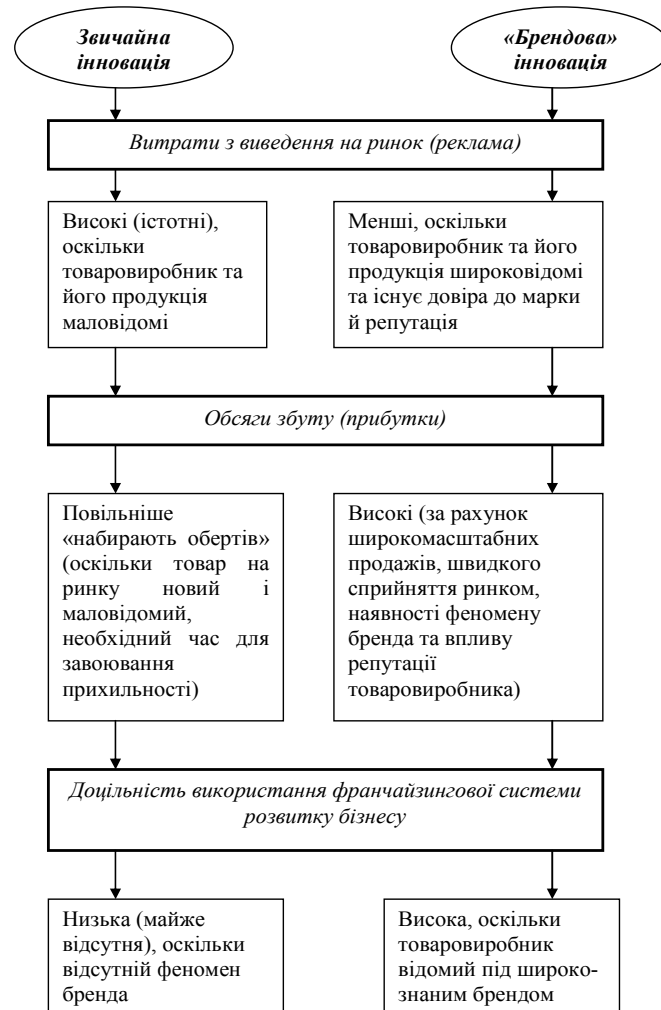 Звичайна
інновація
«Брендова»
інновація
Витрати з виведення на ринок (реклама)
Високі (істотні),
оскільки
товаровиробник та
його продукція
маловідомі
Менші, оскільки
товаровиробник та його
продукція широковідомі
та існує довіра до марки
й репутація
Обсяги збуту (прибутки)
Повільніше
«набирають обертів»
(оскільки товар на
ринку новий і
маловідомий,
необхідний час для
завоювання
прихильності)
Високі (за рахунок
широкомасштабних
продажів, швидкого
сприйняття ринком,
наявності феномену
бренда та впливу
репутації
товаровиробника)
Доцільність використання франчайзингової системи
розвитку бізнесу
Низька (майже
відсутня), оскільки
відсутній феномен
бренда
Висока, оскільки
товаровиробник
відомий під широко-
знаним брендом